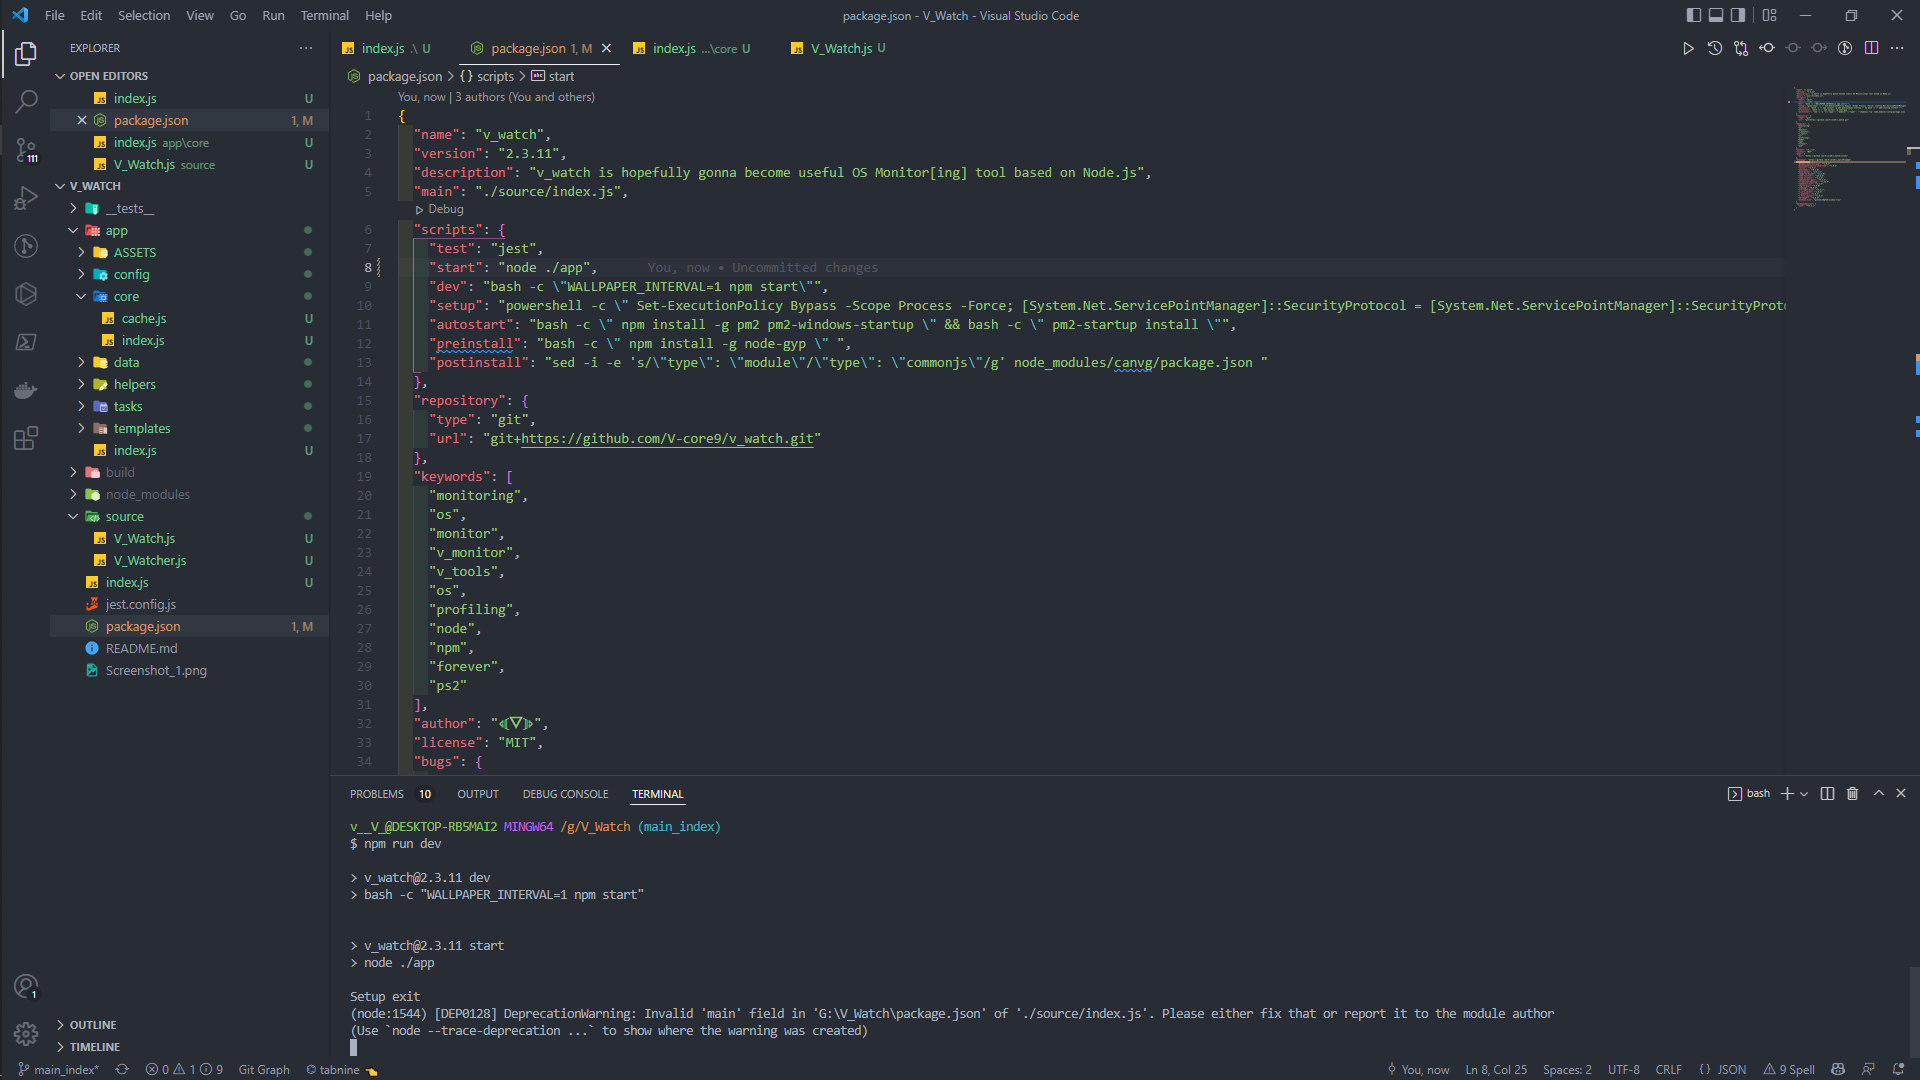 File Edit Selection View Go Run Terminal Help
package.json - V_Watch - Visual Studio Code
EXPLORER
OPEN EDITORS
index.js U
package.json 1, M
index.js app\core U
V_Watch.js source U
V_WATCH
__tests__
app
ASSETS
config
core
cache.js U
index.js U
data
helpers
tasks
templates
index.js U
build
node_modules
source
V_Watch.js U
V_Watcher.js U
index.js U
jest.config.js
package.json 1, M
README.md
Screenshot_1.png
OUTLINE
TIMELINE
111
1
index.js .\ U
package.json 1, M
index.js ...\core U
V_Watch.js U
package.json > {} scripts > abc start
You, now | 3 authors (You and others)
1 {
2 "name": "v_watch",
3 "version": "2.3.11",
4 "description": "v_watch is hopefully gonna become useful OS Monitor[ing] tool based on Node.js",
5 "main": "./source/index.js",
Debug
6 "scripts": {
7 "test": "jest",
8 "start": "node ./app", You, now • Uncommitted changes
9 "dev": "bash -c \"WALLPAPER_INTERVAL=1 npm start\"",
10 "setup": "powershell -c \" Set-ExecutionPolicy Bypass -Scope Process -Force; [System.Net.ServicePointManager]::SecurityProtocol = [System.Net.ServicePointManager]::SecurityProto
11 "autostart": "bash -c \" npm install -g pm2 pm2-windows-startup \" && bash -c \" pm2-startup install \"",
12 "preinstall": "bash -c \" npm install -g node-gyp \" ",
13 "postinstall": "sed -i -e 's/\"type\": \"module\"/\"type\": \"commonjs\"/g' node_modules/canvg/package.json "
14 },
15 "repository": {
16 "type": "git",
17 "url": "git+https://github.com/V-core9/v_watch.git"
18 },
19 "keywords": [
20 "monitoring",
21 "os",
22 "monitor",
23 "v_monitor",
24 "v_tools",
25 "os",
26 "profiling",
27 "node",
28 "npm",
29 "forever",
30 "ps2"
31 ],
32 "author": "",
33 "license": "MIT",
34 "bugs": {
PROBLEMS 10 OUTPUT DEBUG CONSOLE TERMINAL
bash
v__V_@DESKTOP-RB5MAI2 MINGW64 /g/V_Watch (main_index)
$ npm run dev
> v_watch@2.3.11 dev
> bash -c "WALLPAPER_INTERVAL=1 npm start"
> v_watch@2.3.11 start
> node ./app
Setup exit
(node:1544) [DEP0128] DeprecationWarning: Invalid 'main' field in 'G:\V_Watch\package.json' of './source/index.js'. Please either fix that or report it to the module author
(Use `node --trace-deprecation ...` to show where the warning was created)
main_index* 0 1 9 Git Graph tabnine You, now Ln 8, Col 25 Spaces: 2 UTF-8 CRLF {} JSON 9 Spell